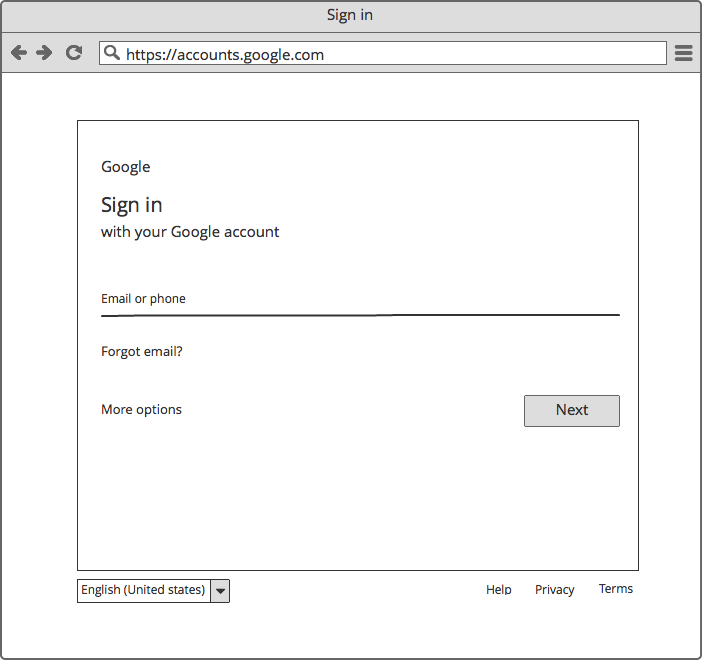 Sign in
https://accounts.google.com
Google
Sign in
with your Google account
Email or phone
Forgot email?
More options
Next
English (United states)
Help
Privacy
Terms